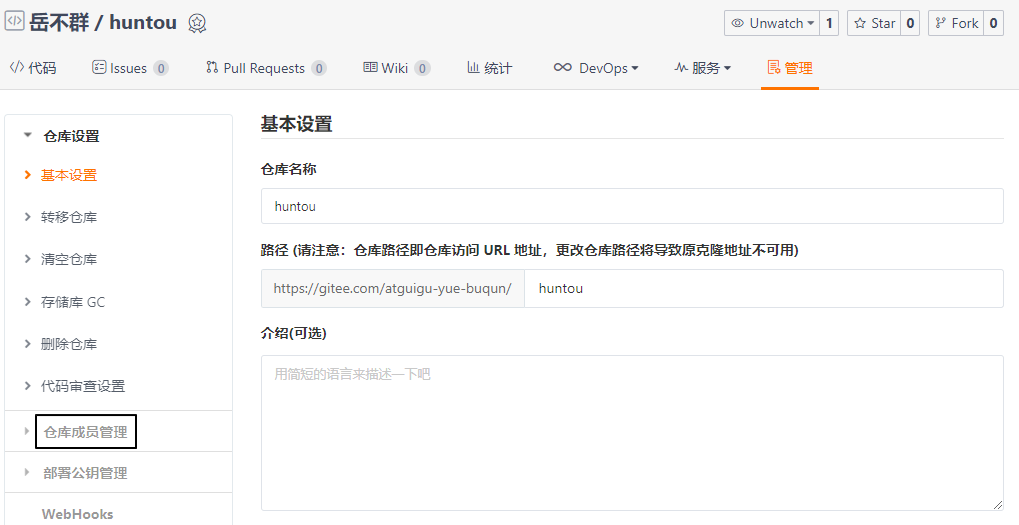 岳不群 / huntou
Unwatch 1 Star 0 Fork 0
代码 Issues 0 Pull Requests 0 Wiki 0 统计 DevOps 服务 管理
仓库设置
基本设置
转移仓库
清空仓库
存储库 GC
删除仓库
代码审查设置
仓库成员管理
部署公钥管理
WebHooks
基本设置
仓库名称
huntou
路径 (请注意：仓库路径即仓库访问 URL 地址，更改仓库路径将导致原克隆地址不可用)
https://gitee.com/atguigu-yue-buqun/ huntou
介绍(可选)
用简短的语言来描述一下吧